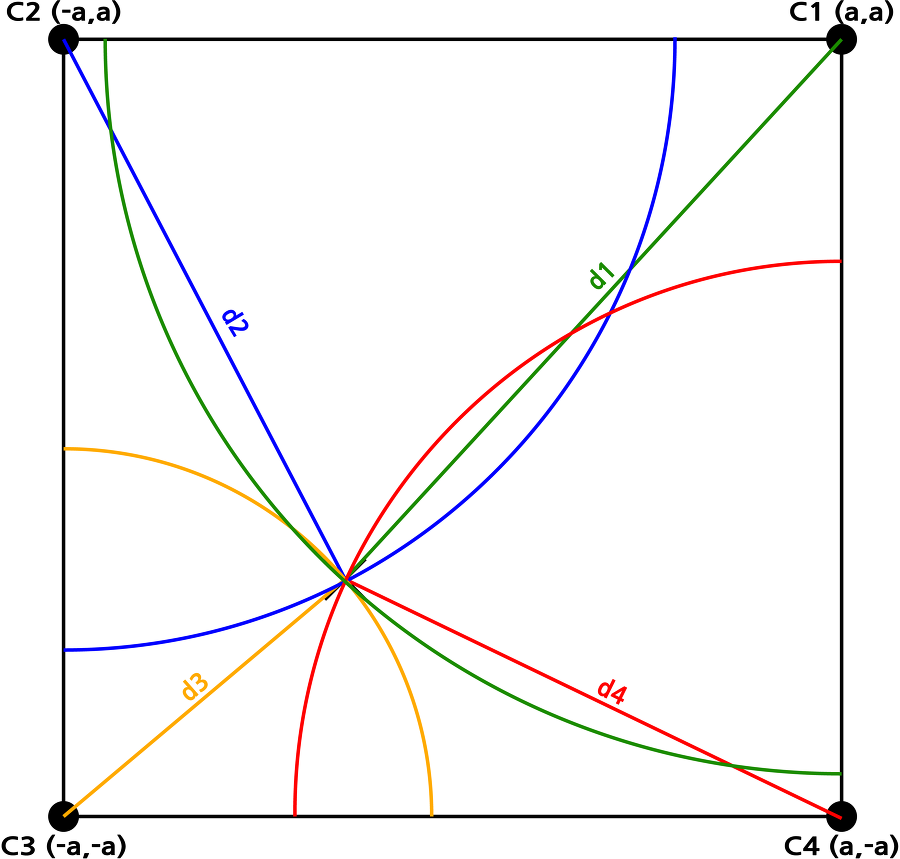 C2 (-a,a)
C1 (a,a)
d1
d2
d3
d4
C3 (-a,-a)
C4 (a,-a)